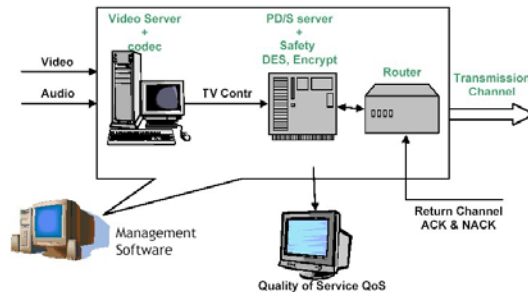 Video Server
+
codec
PD/S server
+
Safety
DES, Encrypt
Router
Transmission
Channel
Video
Audio
TV Contr
Management
Software
Return Channel
ACK & NACK
Quality of Service QoS